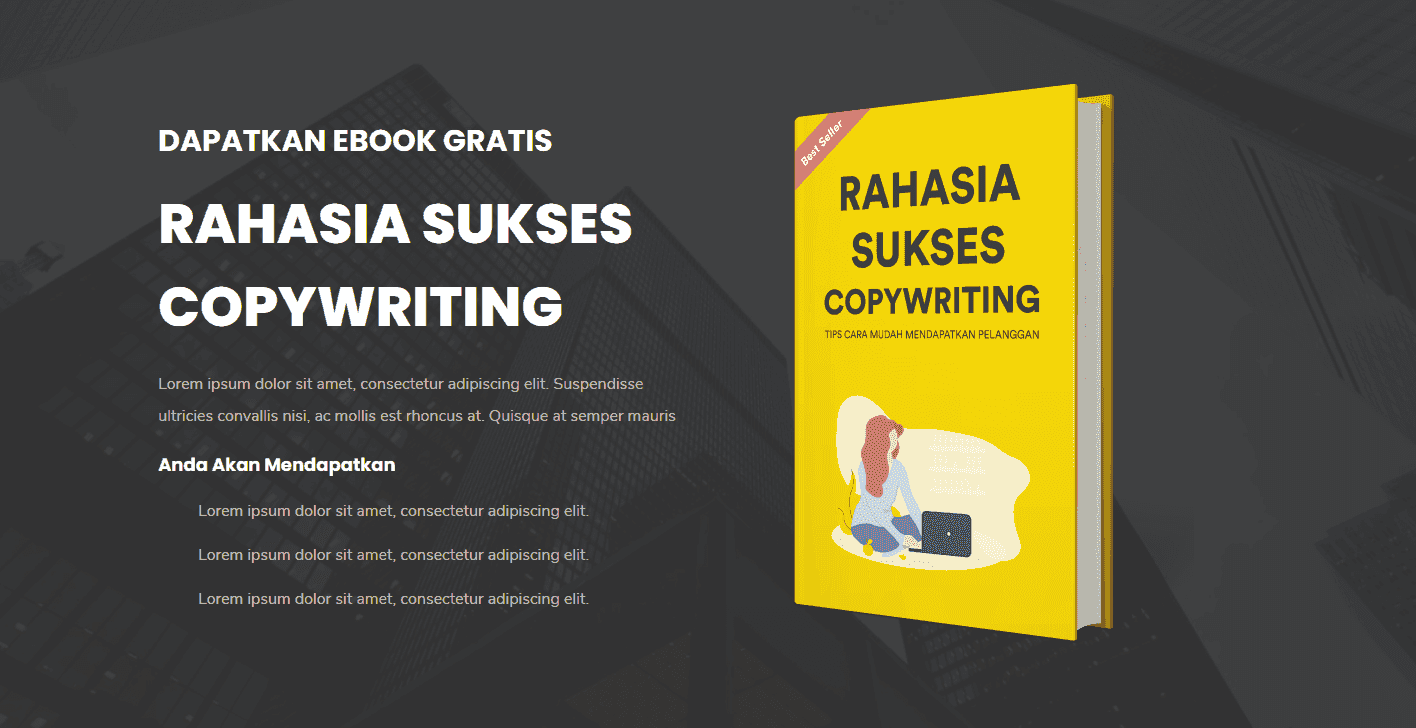 DAPATKAN EBOOK GRATIS
RAHASIA SUKSES
COPYWRITING
Lorem ipsum dolor sit amet, consectetur adipiscing elit. Suspendisse
ultricies convallis nisi, ac mollis est rhoncus at. Quisque at semper mauris
Anda Akan Mendapatkan
Lorem ipsum dolor sit amet, consectetur adipiscing elit.
Lorem ipsum dolor sit amet, consectetur adipiscing elit.
Lorem ipsum dolor sit amet, consectetur adipiscing elit.
Best Seller
RAHASIA
SUKSES
COPYWRITING
TIPS CARA MUDAH MENDAPATKAN PELANGGAN